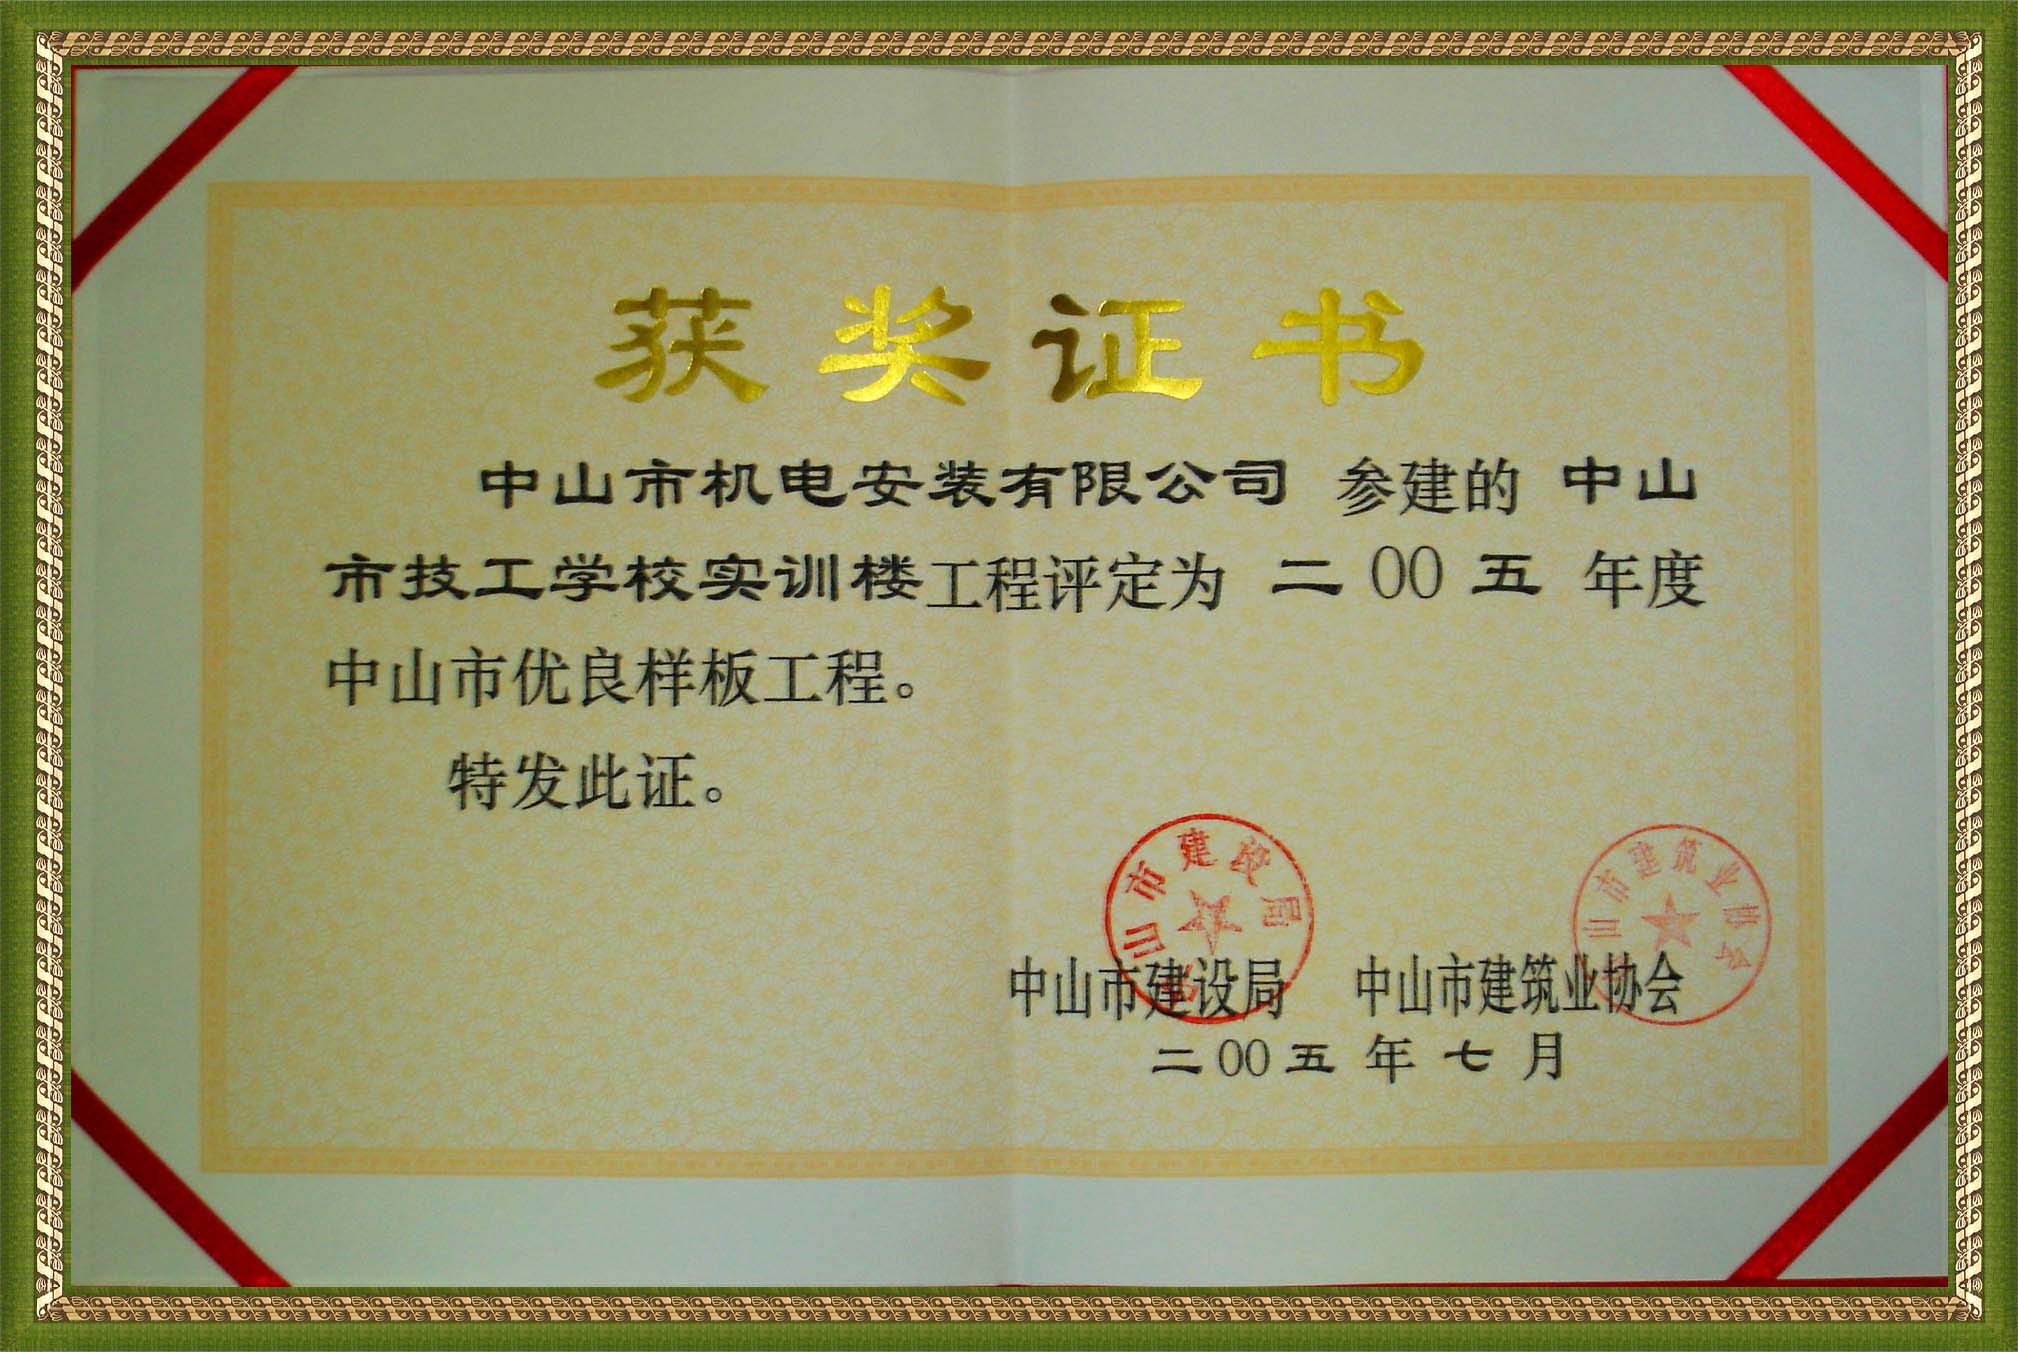 获奖证书
中山市机电安装有限公司 参建的 中山
市技工学校实训楼工程评定为 二00五 年度
中山市优良样板工程。
特发此证。
中山市建设局
中山市建筑业协会
中山市建设局 中山市建筑业协会
二00五年七月